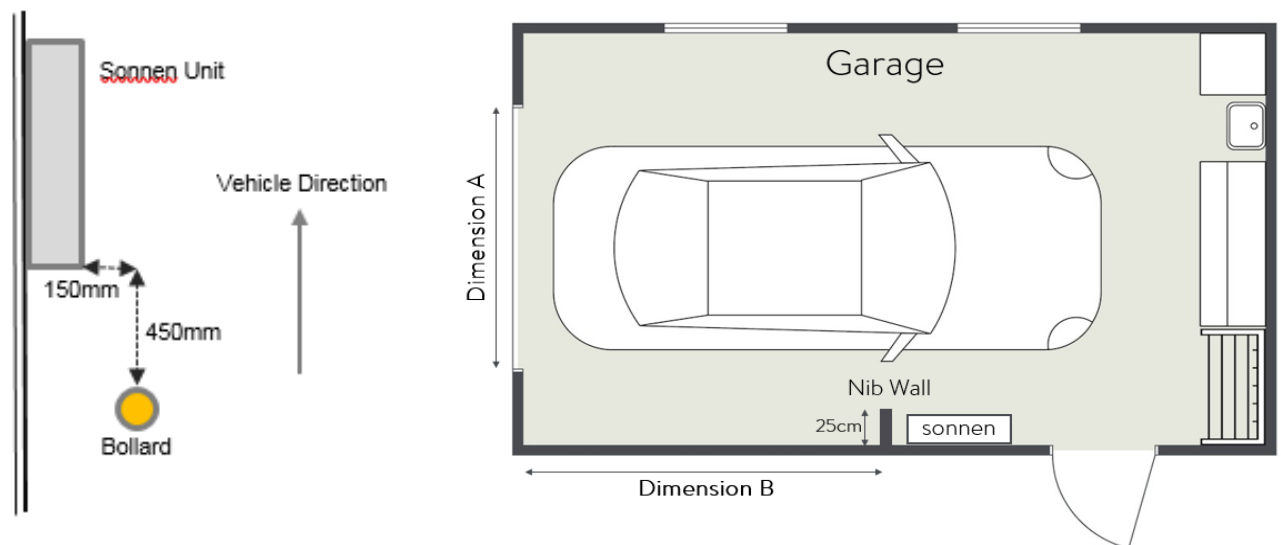 Sonnen Unit
Vehicle Direction
150mm
450mm
Bollard
Garage
Dimension A
Nib Wall
25cm
sonnen
Dimension B